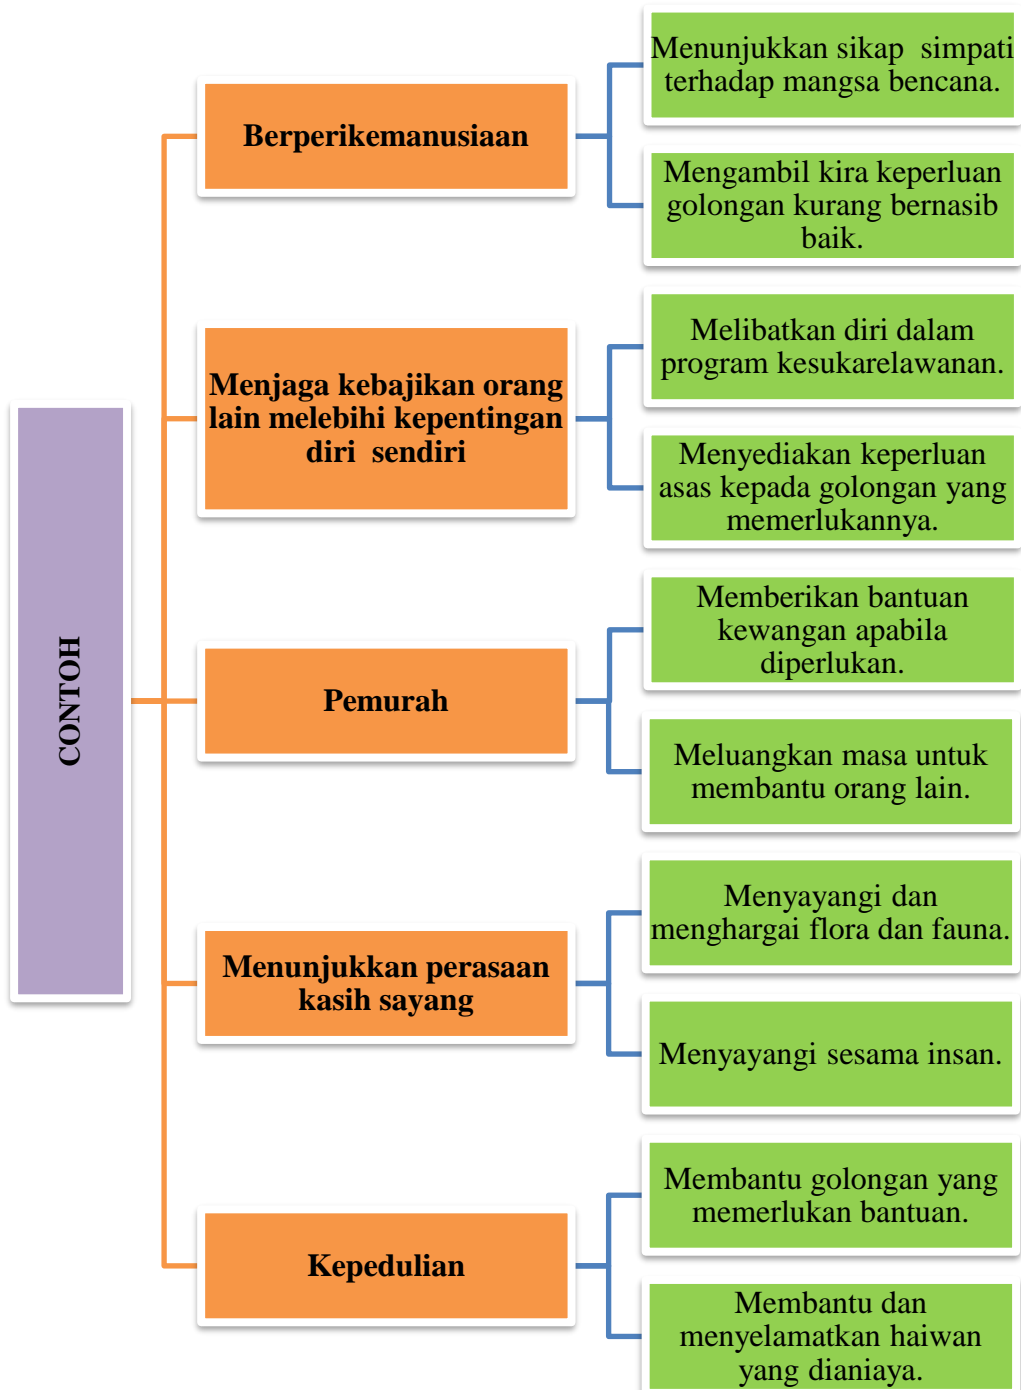 CONTOH
Berperikemanusiaan
Menunjukkan sikap simpati
terhadap mangsa bencana.
Mengambil kira keperluan
golongan kurang bernasib
baik.
Menjaga kebajikan orang
lain melebihi kepentingan
diri sendiri
Melibatkan diri dalam
program kesukarelawanan.
Menyediakan keperluan
asas kepada golongan yang
memerlukannya.
Pemurah
Memberikan bantuan
kewangan apabila
diperlukan.
Meluangkan masa untuk
membantu orang lain.
Menunjukkan perasaan
kasih sayang
Menyayangi dan
menghargai flora dan fauna.
Menyayangi sesama insan.
Kepedulian
Membantu golongan yang
memerlukan bantuan.
Membantu dan
menyelamatkan haiwan
yang dianiaya.